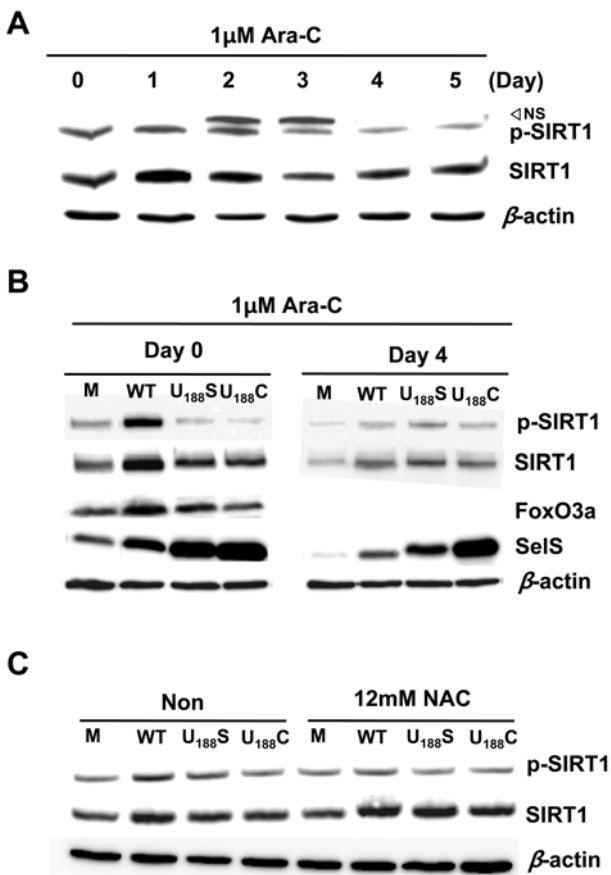 A
1µM Ara-C
0 1 2 3 4 5 (Day)
◁NS
p-SIRT1
SIRT1
β-actin
B
1µM Ara-C
Day 0 Day 4
M WT U₁₈₈S U₁₈₈C M WT U₁₈₈S U₁₈₈C
p-SIRT1
SIRT1
FoxO3a
SelS
β-actin
C
Non 12mM NAC
M WT U₁₈₈S U₁₈₈C M WT U₁₈₈S U₁₈₈C
p-SIRT1
SIRT1
β-actin